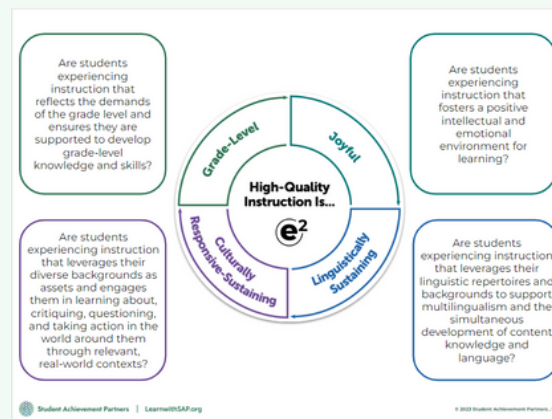 Are students
experiencing
instruction that
reflects the demands
of the grade level and
ensures they are
supported to develop
grade-level
knowledge and skills?
Are students
experiencing
instruction that
fosters a positive
intellectual and
emotional
environment for
learning?
Grade-Level
Joyful
High-Quality
Instruction Is...
e²
Culturally
Responsive-Sustaining
Linguistically
Sustaining
Are students
experiencing instruction
that leverages their
diverse backgrounds as
assets and engages
them in learning about,
critiquing, questioning,
and taking action in the
world around them
through relevant,
real-world contexts?
Are students
experiencing instruction
that leverages their
linguistic repertoires and
backgrounds to support
multilingualism and the
simultaneous
development of content
knowledge and
language?
Student Achievement Partners | LearnwithSAP.org
© 2023 Student Achievement Partners.